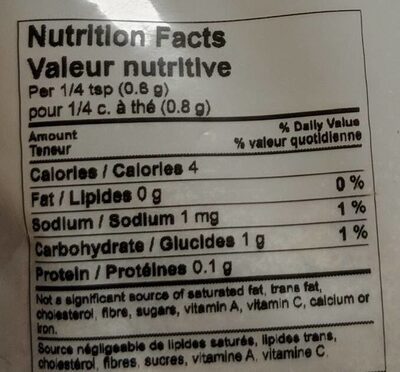 Nutrition Facts
Valeur nutritive
Per 1/4 tsp (0.8 g)
pour 1/4 c. à thé (0.8 g)
Amount % Daily Value
Teneur % valeur quotidienne
Calories / Calories 4
Fat / Lipides 0 g 0 %
Sodium / Sodium 1 mg 1 %
Carbohydrate / Glucides 1 g 1 %
Protein / Protéines 0.1 g
Not a significant source of saturated fat, trans fat,
cholesterol, fibre, sugars, vitamin A, vitamin C, calcium or
iron.
Source négligeable de lipides saturés, lipides trans,
cholestérol, fibres, sucres, vitamine A, vitamine C,